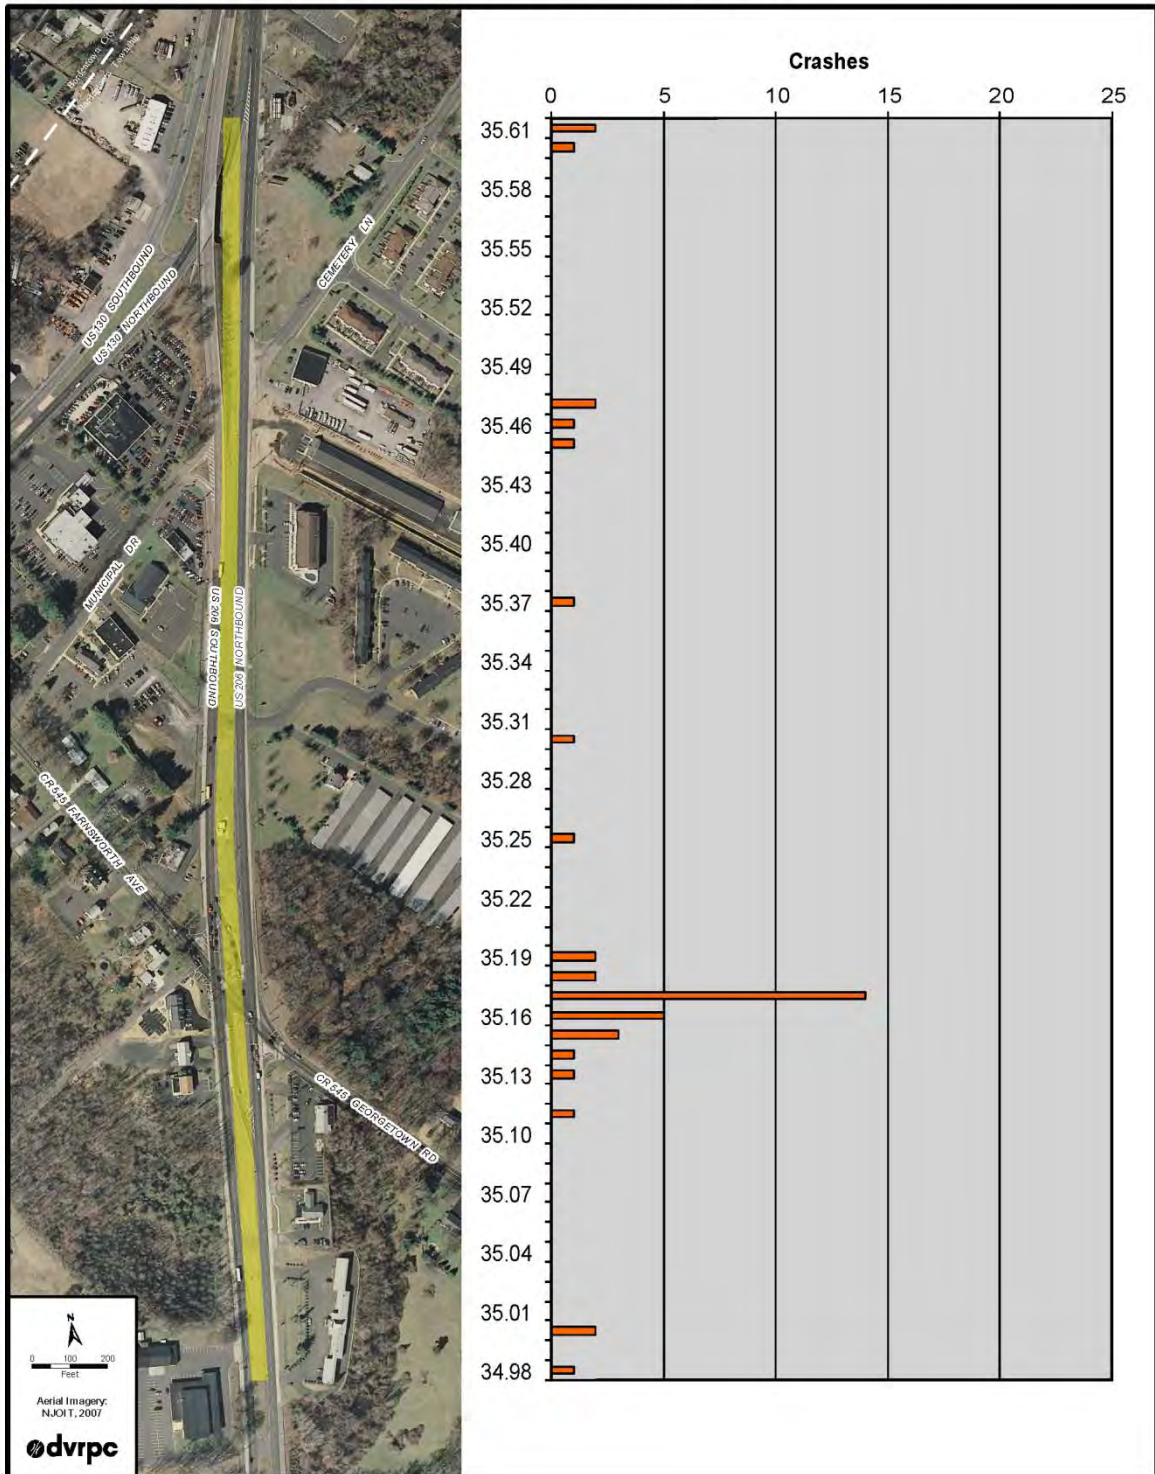 Bordentown City
Township
US 130 SOUTHBOUND
US 130 NORTHBOUND
CEMETERY LN
MUNICIPAL DR
US 206 SOUTHBOUND
US 206 NORTHBOUND
CR 545 FARNSWORTH AVE
CR 545 GEORGETOWN RD
N
0 100 200
Feet
Aerial Imagery:
NJOIT, 2007
dvrpc
Crashes
0 5 10 15 20 25
35.61
35.58
35.55
35.52
35.49
35.46
35.43
35.40
35.37
35.34
35.31
35.28
35.25
35.22
35.19
35.16
35.13
35.10
35.07
35.04
35.01
34.98